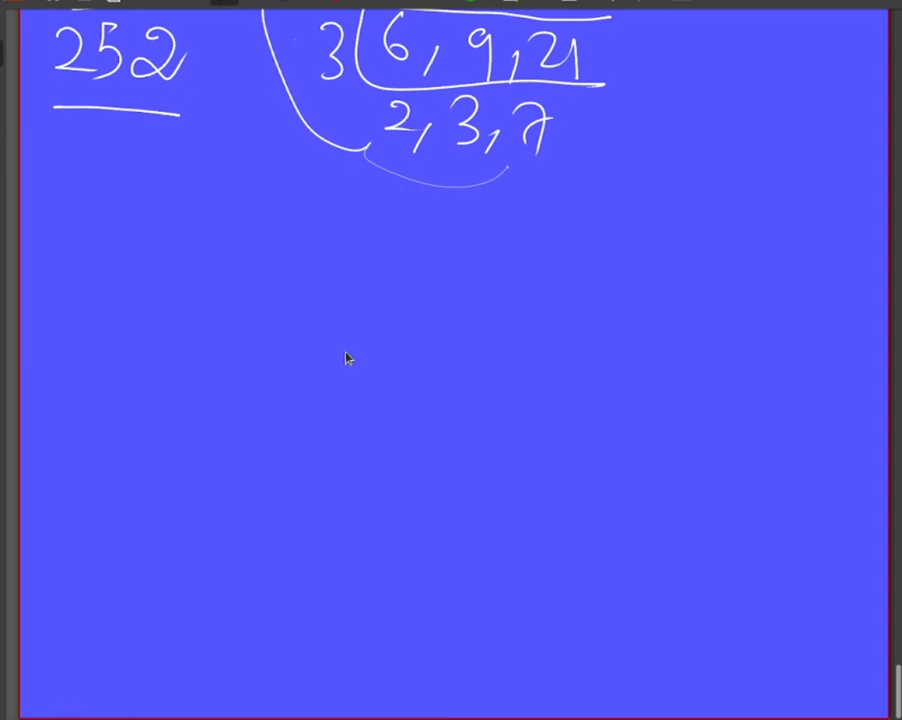 252
3 6, 9, 21
2, 3, 7